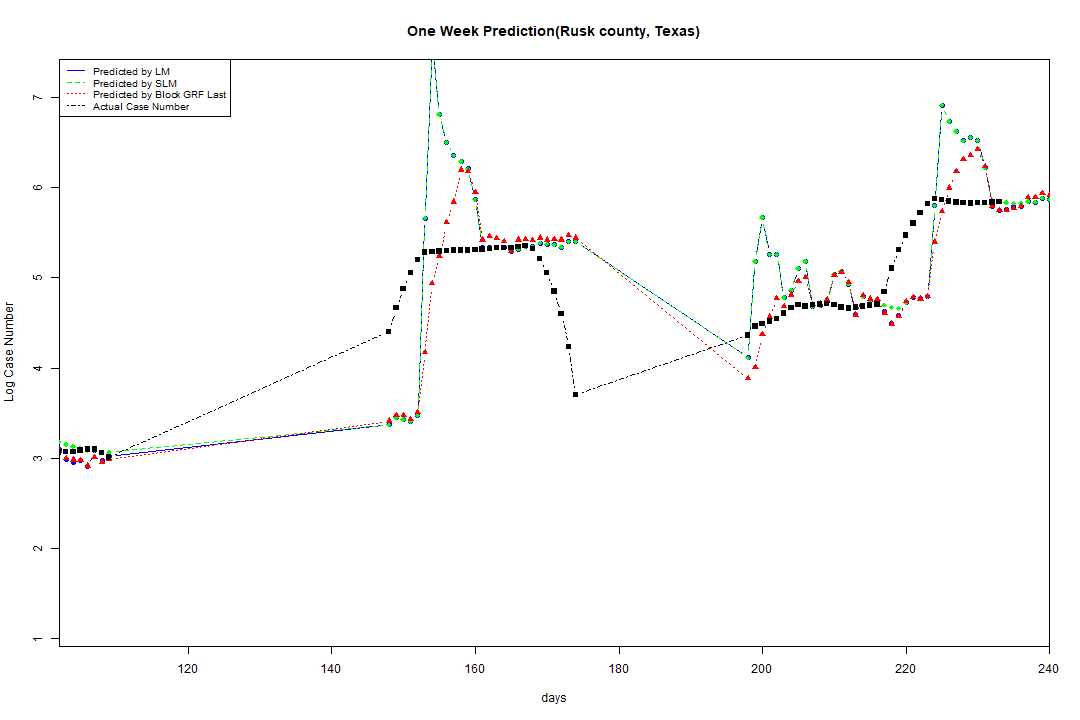 One Week Prediction(Rusk county, Texas)
Predicted by LM
Predicted by SLM
Predicted by Block GRF Last
Actual Case Number
7
6
5
4
3
2
1
Log Case Number
120 140 160 180 200 220 240
days